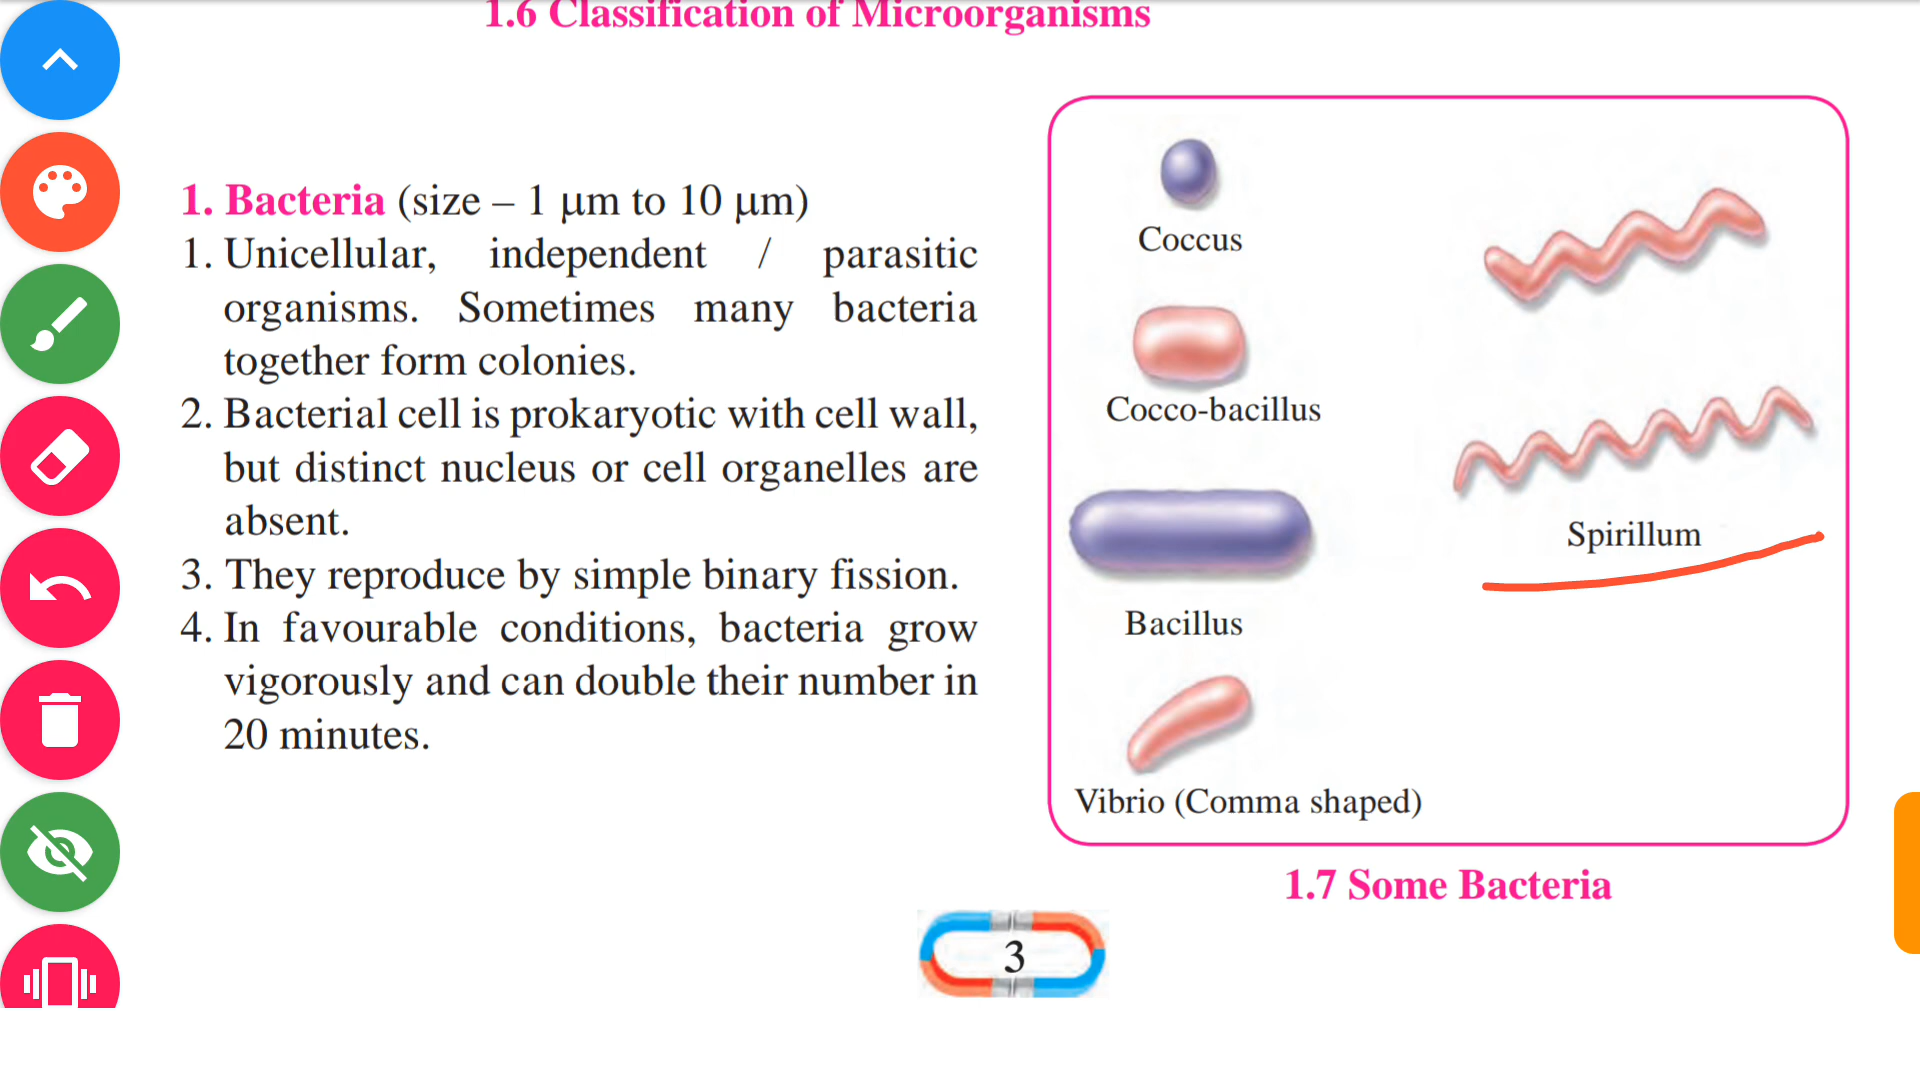 1.6 Classification of Microorganisms
1. Bacteria (size – 1 μm to 10 μm)
1. Unicellular, independent / parasitic
organisms. Sometimes many bacteria
together form colonies.
2. Bacterial cell is prokaryotic with cell wall,
but distinct nucleus or cell organelles are
absent.
3. They reproduce by simple binary fission.
4. In favourable conditions, bacteria grow
vigorously and can double their number in
20 minutes.
Coccus
Cocco-bacillus
Bacillus
Vibrio (Comma shaped)
Spirillum
1.7 Some Bacteria
3